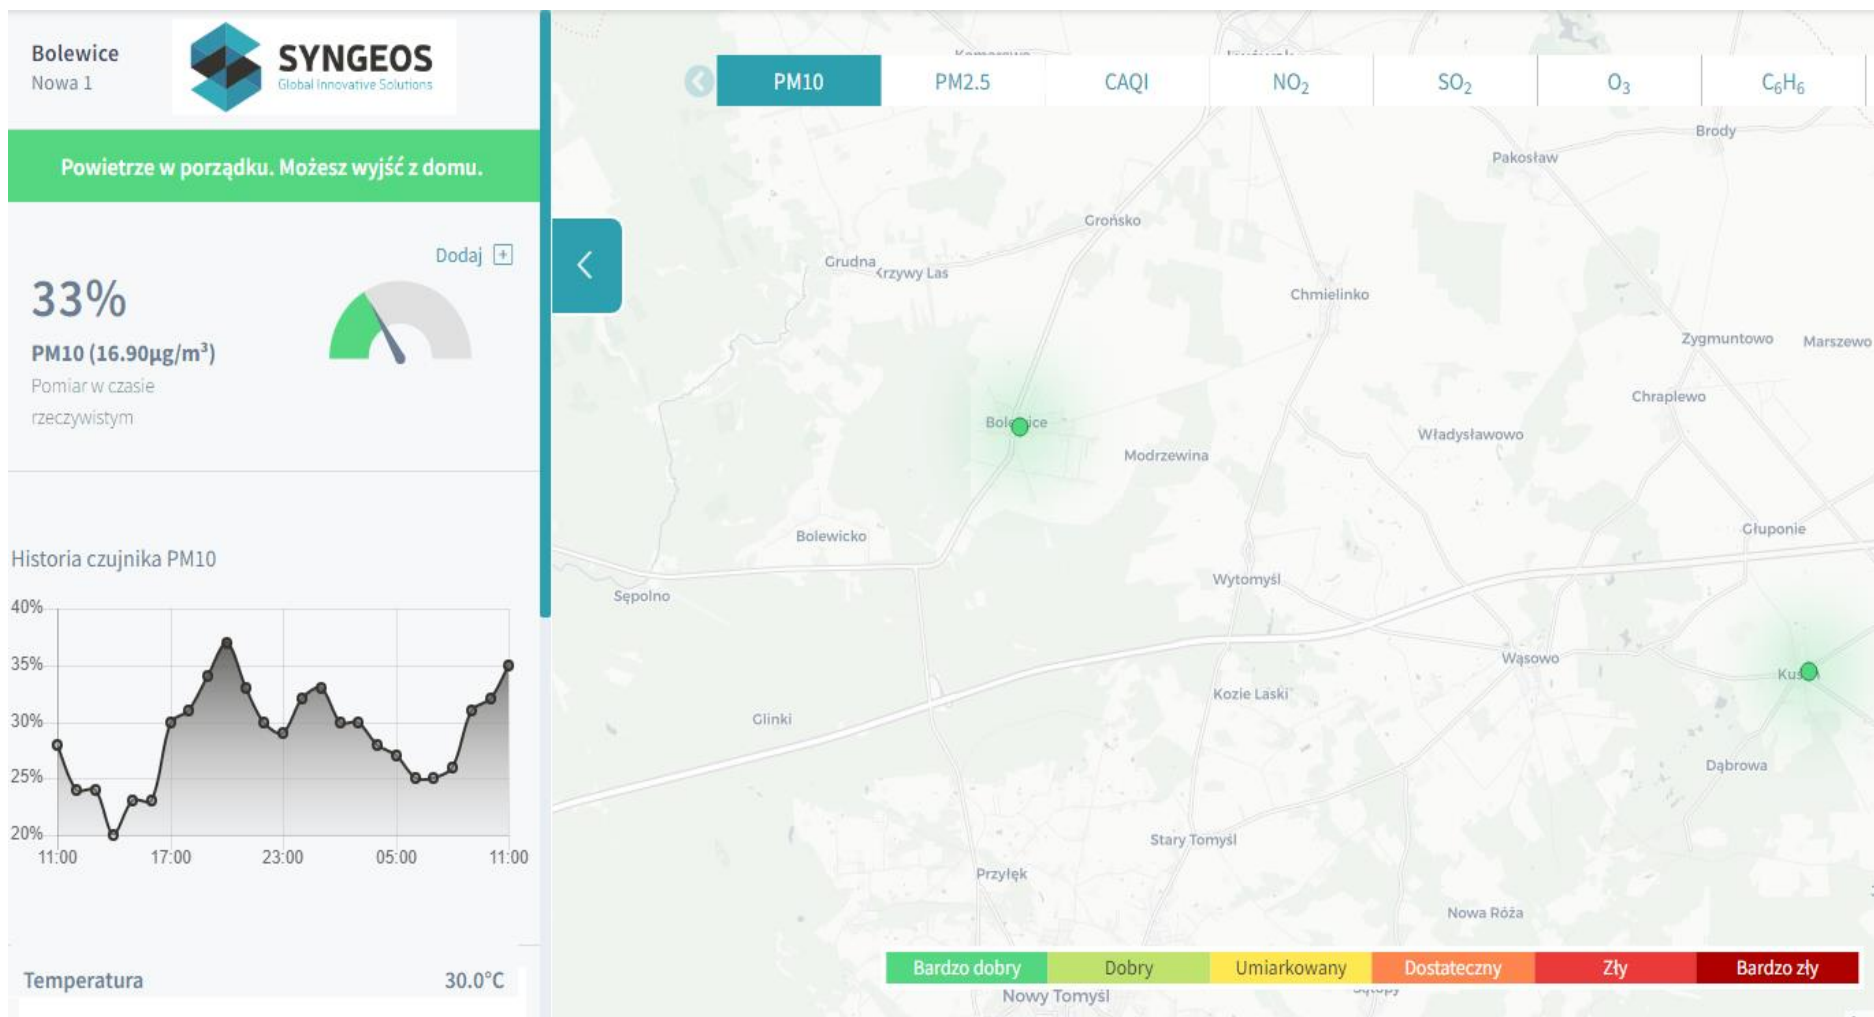 Bolewice
Nowa 1
SYNGEOS
Global Innovative Solutions
Powietrze w porządku. Możesz wyjść z domu.
Dodaj +
33%
PM10 (16.90µg/m³)
Pomiar w czasie
rzeczywistym
Historia czujnika PM10
40%
35%
30%
25%
20%
11:00 17:00 23:00 05:00 11:00
Temperatura 30.0°C
PM10 PM2.5 CAQI NO₂ SO₂ O₃ C₆H₆
Brody
Pakosław
Grońsko
Grudna
Krzywy Las
Chmielinko
Zygmuntowo
Marszewo
Chraplewo
Bolewice
Władysławowo
Modrzewina
Głuponie
Bolewicko
Wytomyśl
Sępolno
Wąsowo
Kozie Laski
Glinki
Dąbrowa
Stary Tomyśl
Przyłęk
Nowa Róża
Bardzo dobry Dobry Umiarkowany Dostateczny Zły Bardzo zły
Nowy Tomyśl